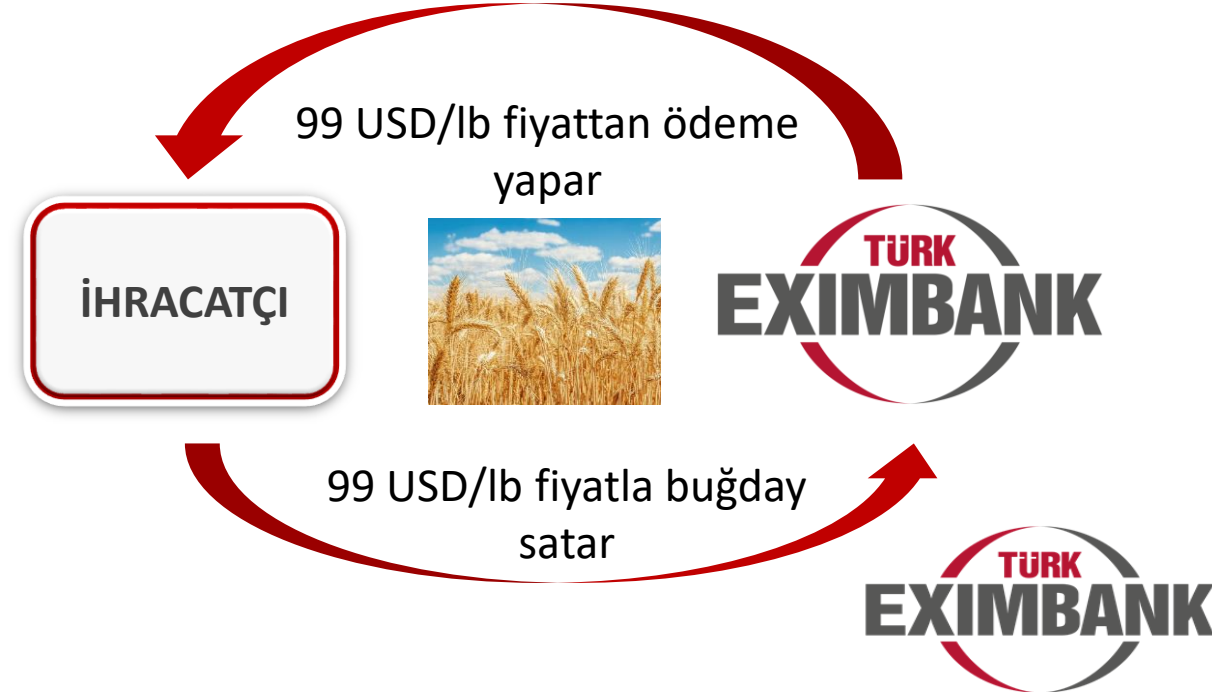 99 USD/lb fiyattan ödeme
yapar
İHRACATÇI
TÜRK
EXIMBANK
99 USD/lb fiyatla buğday
satar
TÜRK
EXIMBANK